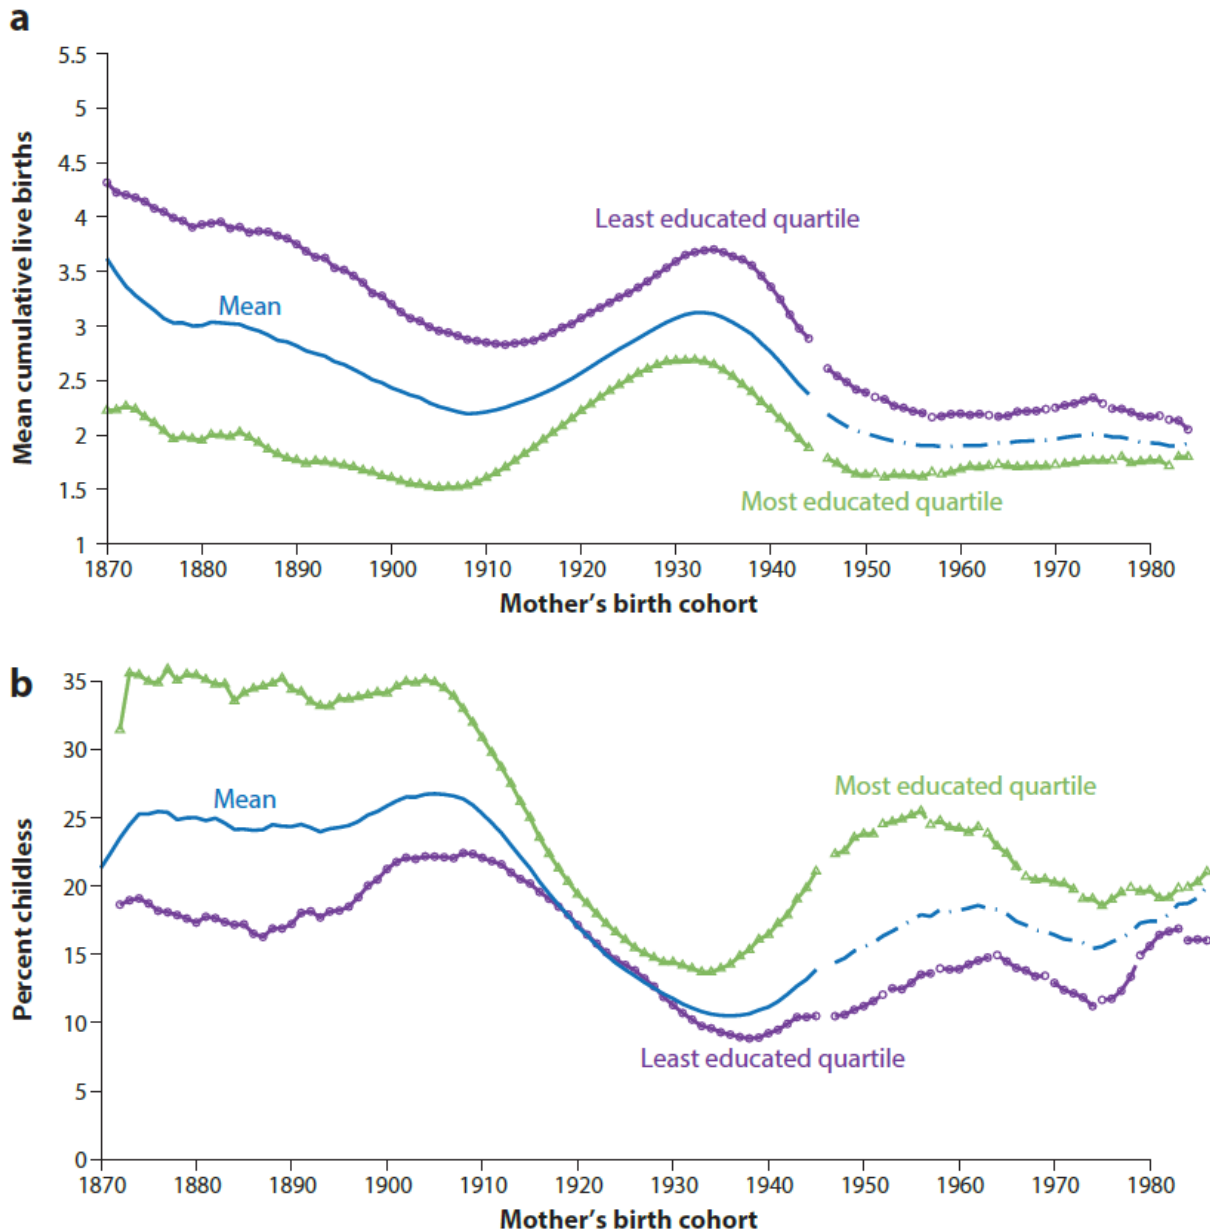 a
5.5
5
4.5
4
3.5
3
2.5
2
1.5
1
Mean cumulative live births
Least educated quartile
Mean
Most educated quartile
1870 1880 1890 1900 1910 1920 1930 1940 1950 1960 1970 1980
Mother's birth cohort
b
35
30
25
20
15
10
5
0
Percent childless
Most educated quartile
Mean
Least educated quartile
1870 1880 1890 1900 1910 1920 1930 1940 1950 1960 1970 1980
Mother's birth cohort